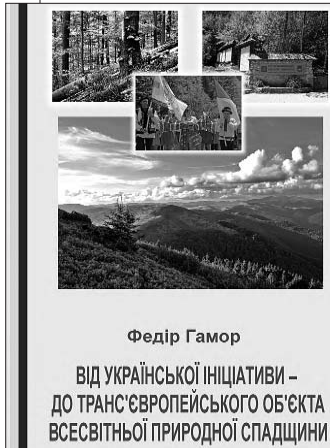 Федір Гамор
ВІД УКРАЇНСЬКОЇ ІНІЦІАТИВИ –
ДО ТРАНС'ЄВРОПЕЙСЬКОГО ОБ'ЄКТА
ВСЕСВІТНЬОЇ ПРИРОДНОЇ СПАДЩИНИ